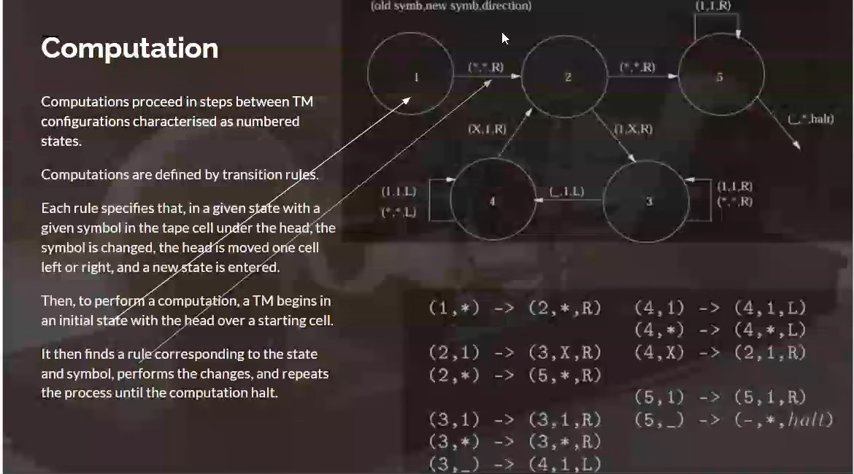 Computation
Computations proceed in steps between TM
configurations characterised as numbered
states.
Computations are defined by transition rules.
Each rule specifies that, in a given state with a
given symbol in the tape cell under the head, the
symbol is changed, the head is moved one cell
left or right, and a new state is entered.
Then, to perform a computation, a TM begins in
an initial state with the head over a starting cell.
It then finds a rule corresponding to the state
and symbol, performs the changes, and repeats
the process until the computation halt.
(old symb,new symb,direction)
(1,1,R)
1
(*,*,R)
2
(*,*,R)
5
(_,*,halt)
(X,1,R)
(1,X,R)
(1,1,L)
(*,*,L)
4
(_,1,L)
3
(1,1,R)
(*,*,R)
(1,*) -> (2,*,R)
(2,1) -> (3,X,R)
(2,*) -> (5,*,R)
(3,1) -> (3,1,R)
(3,*) -> (3,*,R)
(3,_) -> (4,1,L)
(4,1) -> (4,1,L)
(4,*) -> (4,*,L)
(4,X) -> (2,1,R)
(5,1) -> (5,1,R)
(5,_) -> (-,*,halt)